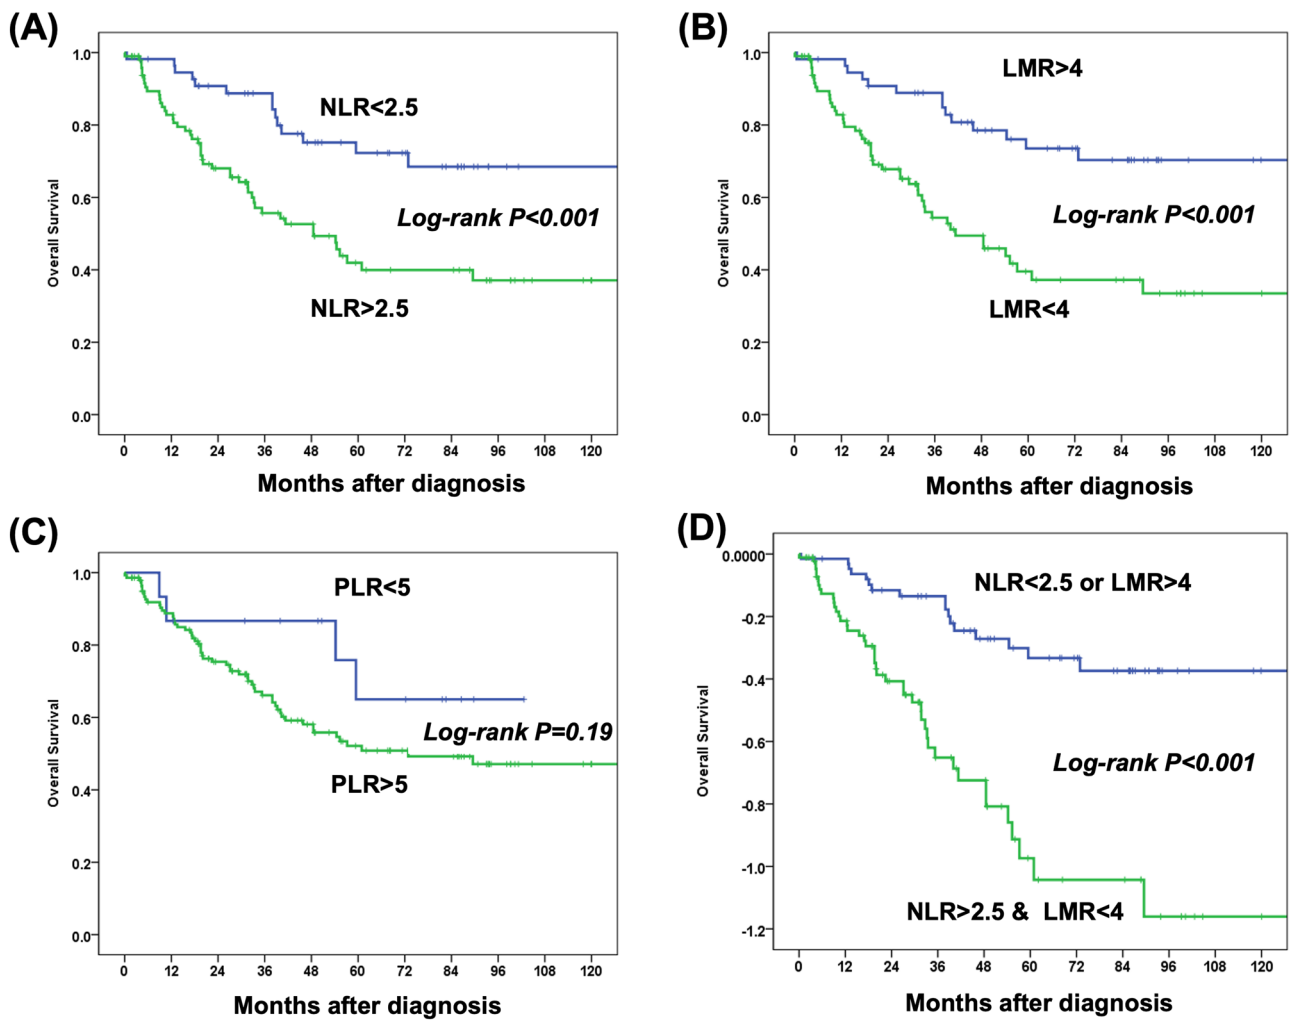 (A)
1.0
0.8
0.6
0.4
0.2
0.0
Overall Survival
NLR<2.5
Log-rank P<0.001
NLR>2.5
0 12 24 36 48 60 72 84 96 108 120
Months after diagnosis
(B)
1.0
0.8
0.6
0.4
0.2
0.0
Overall Survival
LMR>4
Log-rank P<0.001
LMR<4
0 12 24 36 48 60 72 84 96 108 120
Months after diagnosis
(C)
1.0
0.8
0.6
0.4
0.2
0.0
Overall Survival
PLR<5
Log-rank P=0.19
PLR>5
0 12 24 36 48 60 72 84 96 108 120
Months after diagnosis
(D)
0.0000
-0.2
-0.4
-0.6
-0.8
-1.0
-1.2
Overall Survival
NLR<2.5 or LMR>4
Log-rank P<0.001
NLR>2.5 & LMR<4
0 12 24 36 48 60 72 84 96 108 120
Months after diagnosis